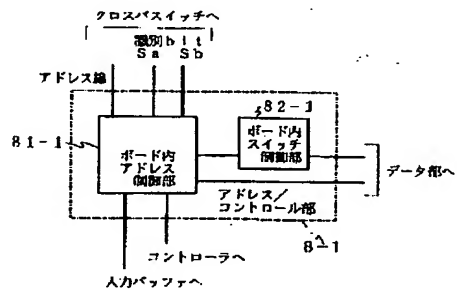 クロスバスイッチへ
識別bit
Sa Sb
アドレス線
82-1
81-1
ボード内
スイッチ
制御部
ボード内
アドレス
制御部
データ部へ
アドレス/
コントロール部
8-1
コントローラへ
入力バッファへ